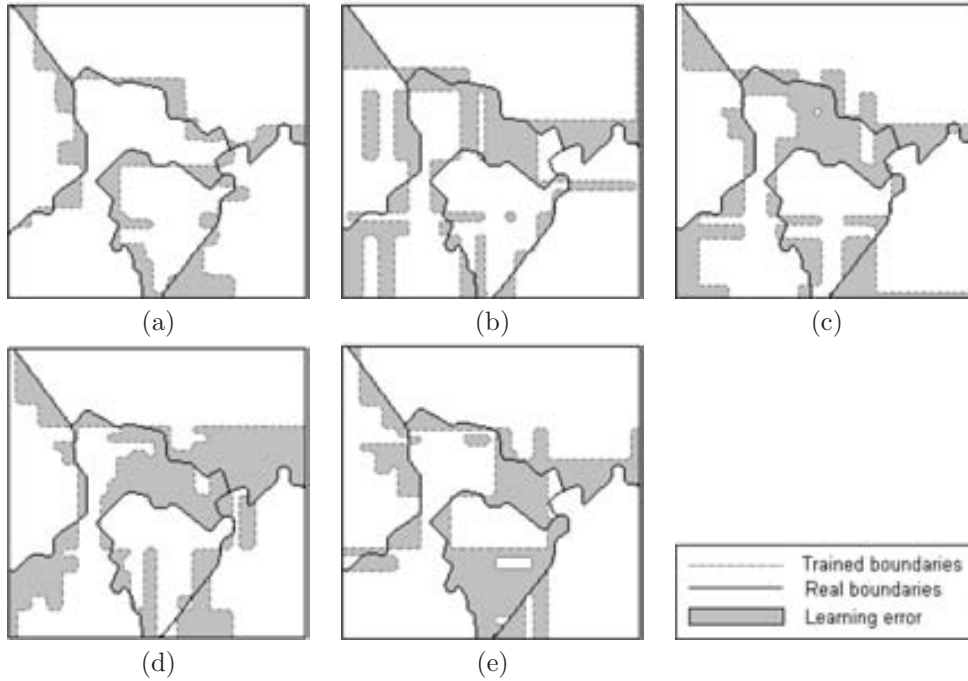 (a)
(b)
(c)
(d)
(e)
Trained boundaries
Real boundaries
Learning error